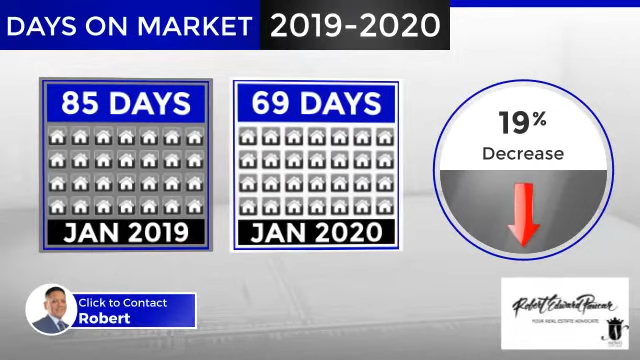 DAYS ON MARKET 2019-2020
85 DAYS
69 DAYS
19%
Decrease
JAN 2019
JAN 2020
Click to Contact
Robert
Robert Edward
YOUR REAL ESTATE ADVOCATE